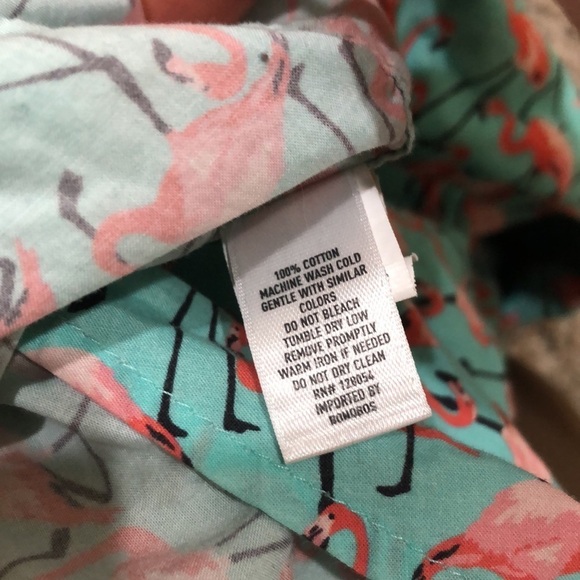 100% COTTON
MACHINE WASH COLD
GENTLE WITH SIMILAR
COLORS
DO NOT BLEACH
TUMBLE DRY LOW
REMOVE PROMPTLY
WARM IRON IF NEEDED
DO NOT DRY CLEAN
RN# 128054
IMPORTED BY
BONOBOS